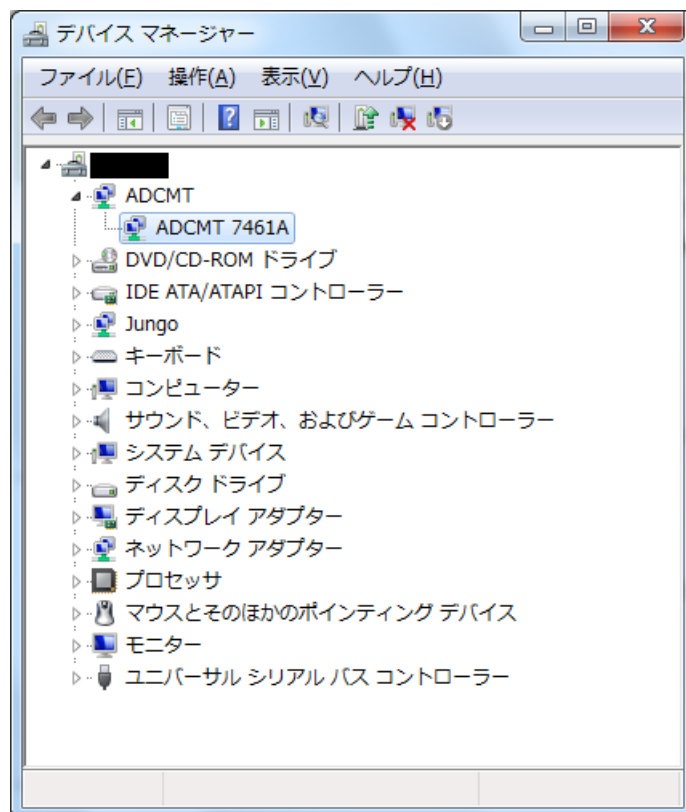 デバイス マネージャー
ファイル(F) 操作(A) 表示(V) ヘルプ(H)
ADCMT
ADCMT 7461A
DVD/CD-ROM ドライブ
IDE ATA/ATAPI コントローラー
Jungo
キーボード
コンピューター
サウンド、ビデオ、およびゲーム コントローラー
システム デバイス
ディスク ドライブ
ディスプレイ アダプター
ネットワーク アダプター
プロセッサ
マウスとそのほかのポインティング デバイス
モニター
ユニバーサル シリアル バス コントローラー